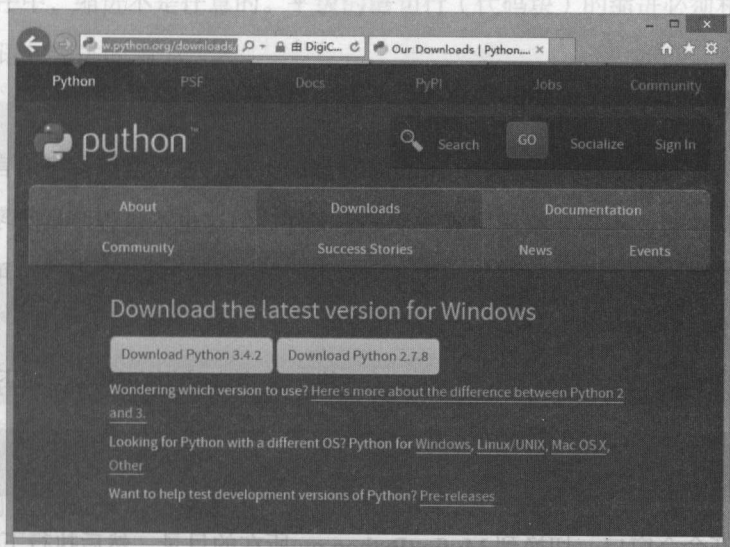 w.python.org/downloads/ DigiC... Our Downloads | Python....
Python PSF Docs PyPI Jobs Community
python™
Search GO Socialize Sign In
About Downloads Documentation
Community Success Stories News Events
Download the latest version for Windows
Download Python 3.4.2 Download Python 2.7.8
Wondering which version to use? Here's more about the difference between Python 2
and 3.
Looking for Python with a different OS? Python for Windows, Linux/UNIX, Mac OS X,
Other
Want to help test development versions of Python? Pre-releases